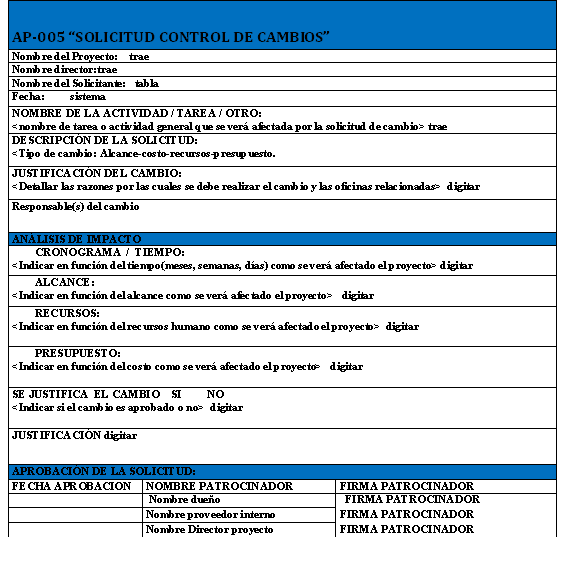 AP-005 “SOLICITUD CONTROL DE CAMBIOS”
Nombre del Proyecto: trae
Nombre director:trae
Nombre del Solicitante: tabla
Fecha: sistema
NOMBRE DE LA ACTIVIDAD / TAREA / OTRO:
<nombre de tarea o actividad general que se verá afectada por la solicitud de cambio> trae
DESCRIPCIÓN DE LA SOLICITUD:
<Tipo de cambio: Alcance-costo-recursos-presupuesto.
JUSTIFICACIÓN DEL CAMBIO:
<Detallar las razones por las cuales se debe realizar el cambio y las oficinas relacionadas> digitar
Responsable(s) del cambio
ANÁLISIS DE IMPACTO
CRONOGRAMA / TIEMPO:
<Indicar en función del tiempo(meses, semanas, días) como se verá afectado el proyecto> digitar
ALCANCE:
<Indicar en función del alcance como se verá afectado el proyecto> digitar
RECURSOS:
<Indicar en función del recursos humano como se verá afectado el proyecto> digitar
PRESUPUESTO:
<Indicar en función del costo como se verá afectado el proyecto> digitar
SE JUSTIFICA EL CAMBIO SI NO
<Indicar si el cambio es aprobado o no> digitar
JUSTIFICACIÓN digitar
APROBACIÓN DE LA SOLICITUD:
FECHA APROBACION NOMBRE PATROCINADOR FIRMA PATROCINADOR
Nombre dueño FIRMA PATROCINADOR
Nombre proveedor interno FIRMA PATROCINADOR
Nombre Director proyecto FIRMA PATROCINADOR